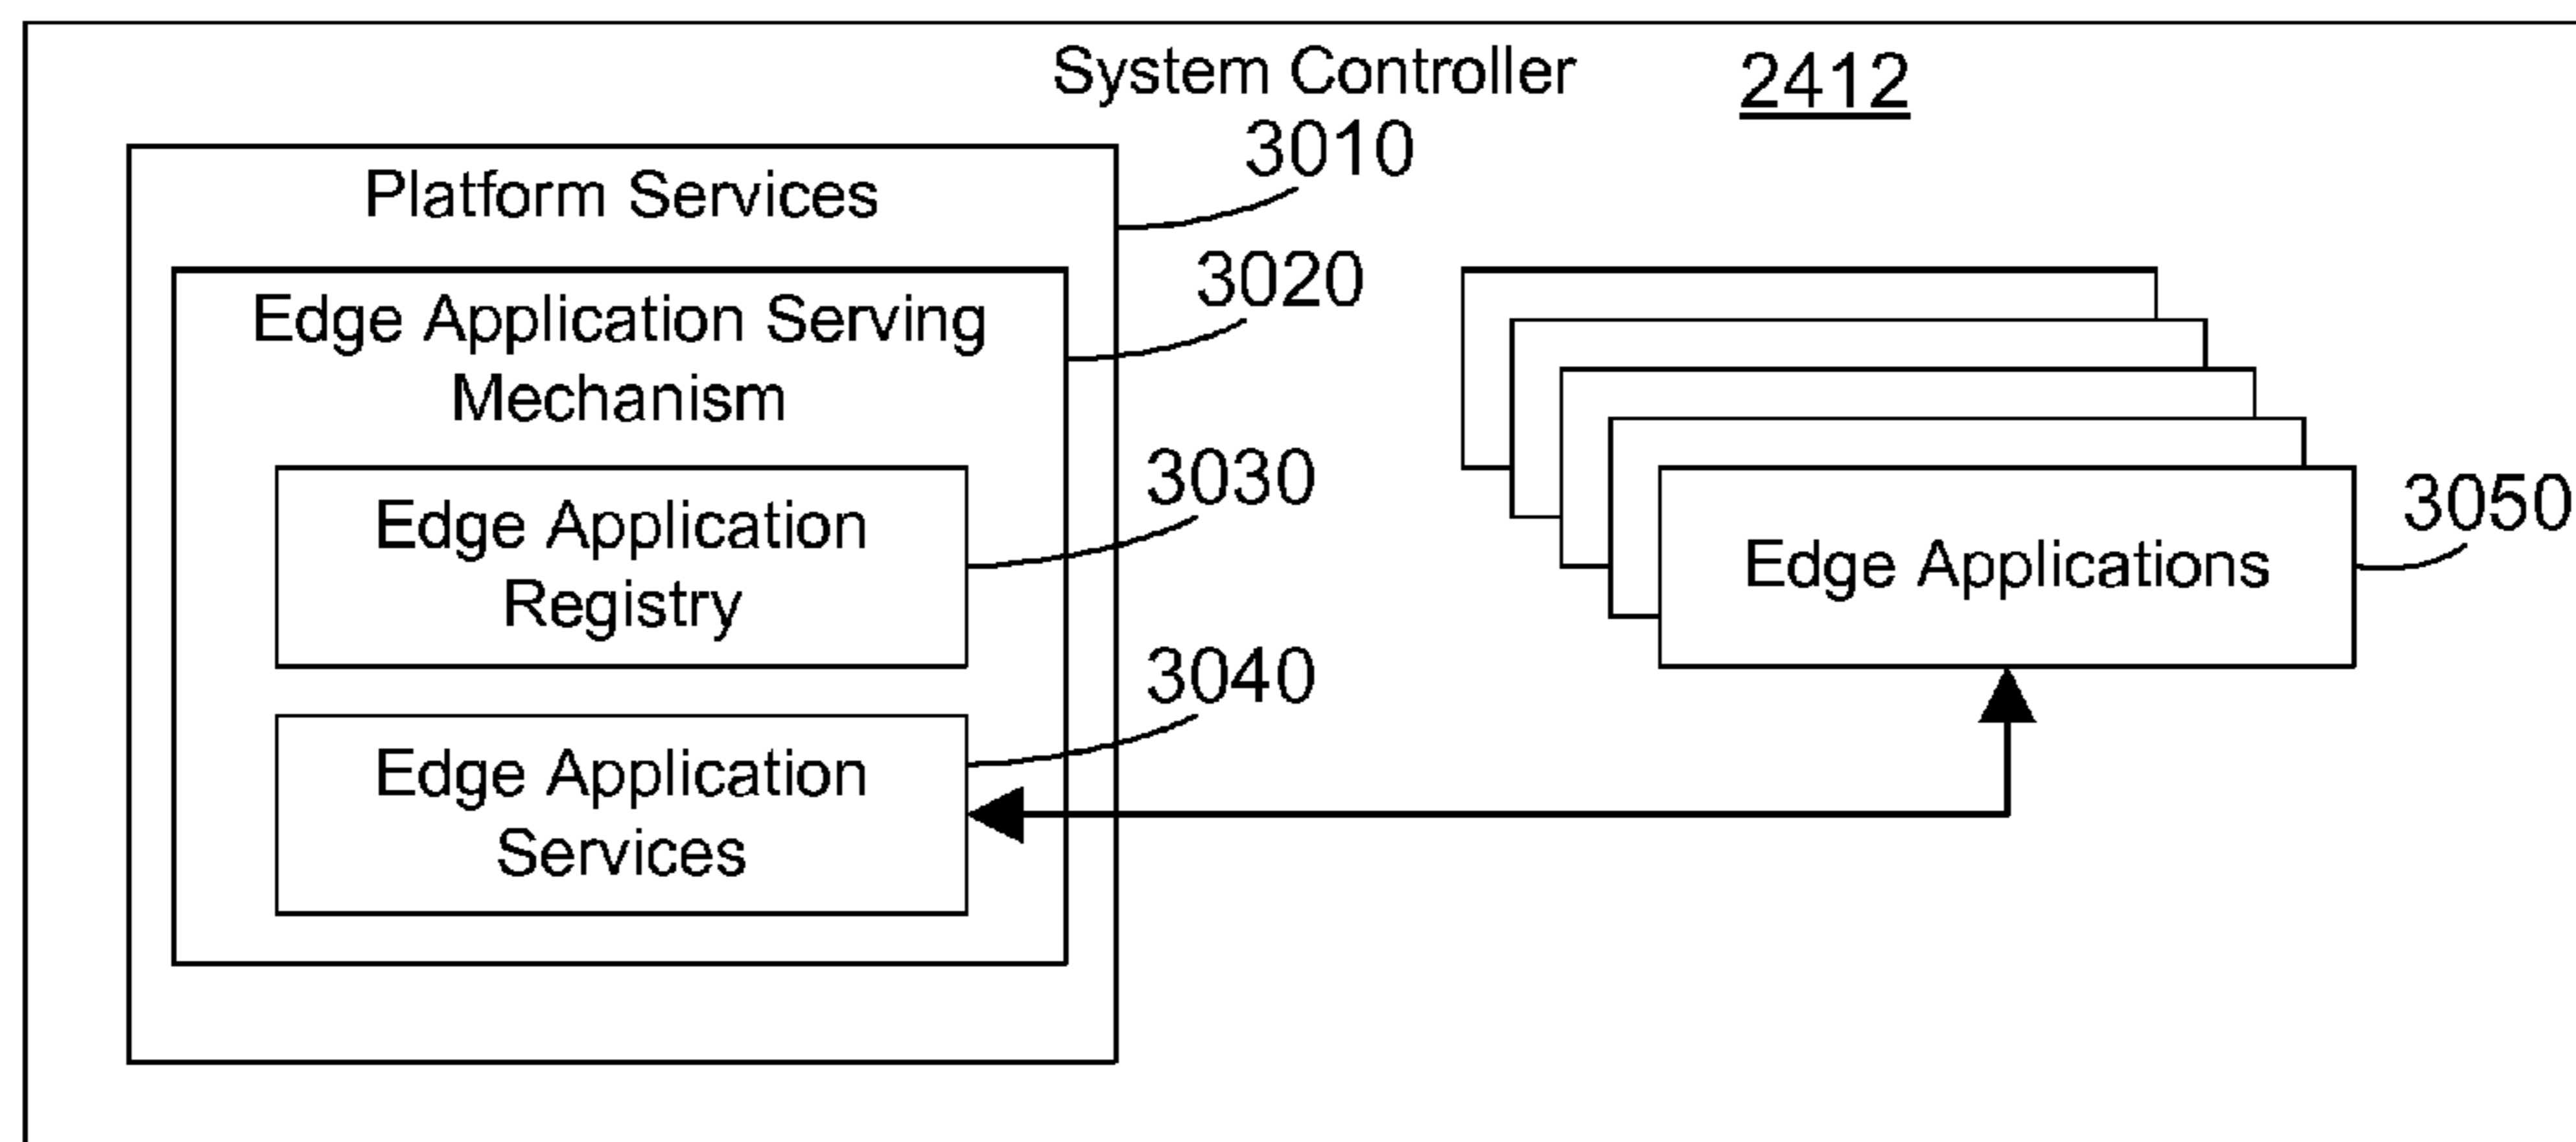 System Controller 2412
3010
Platform Services
3020
Edge Application Serving
Mechanism
3030
Edge Application
Registry
3040
Edge Application
Services
3050
Edge Applications